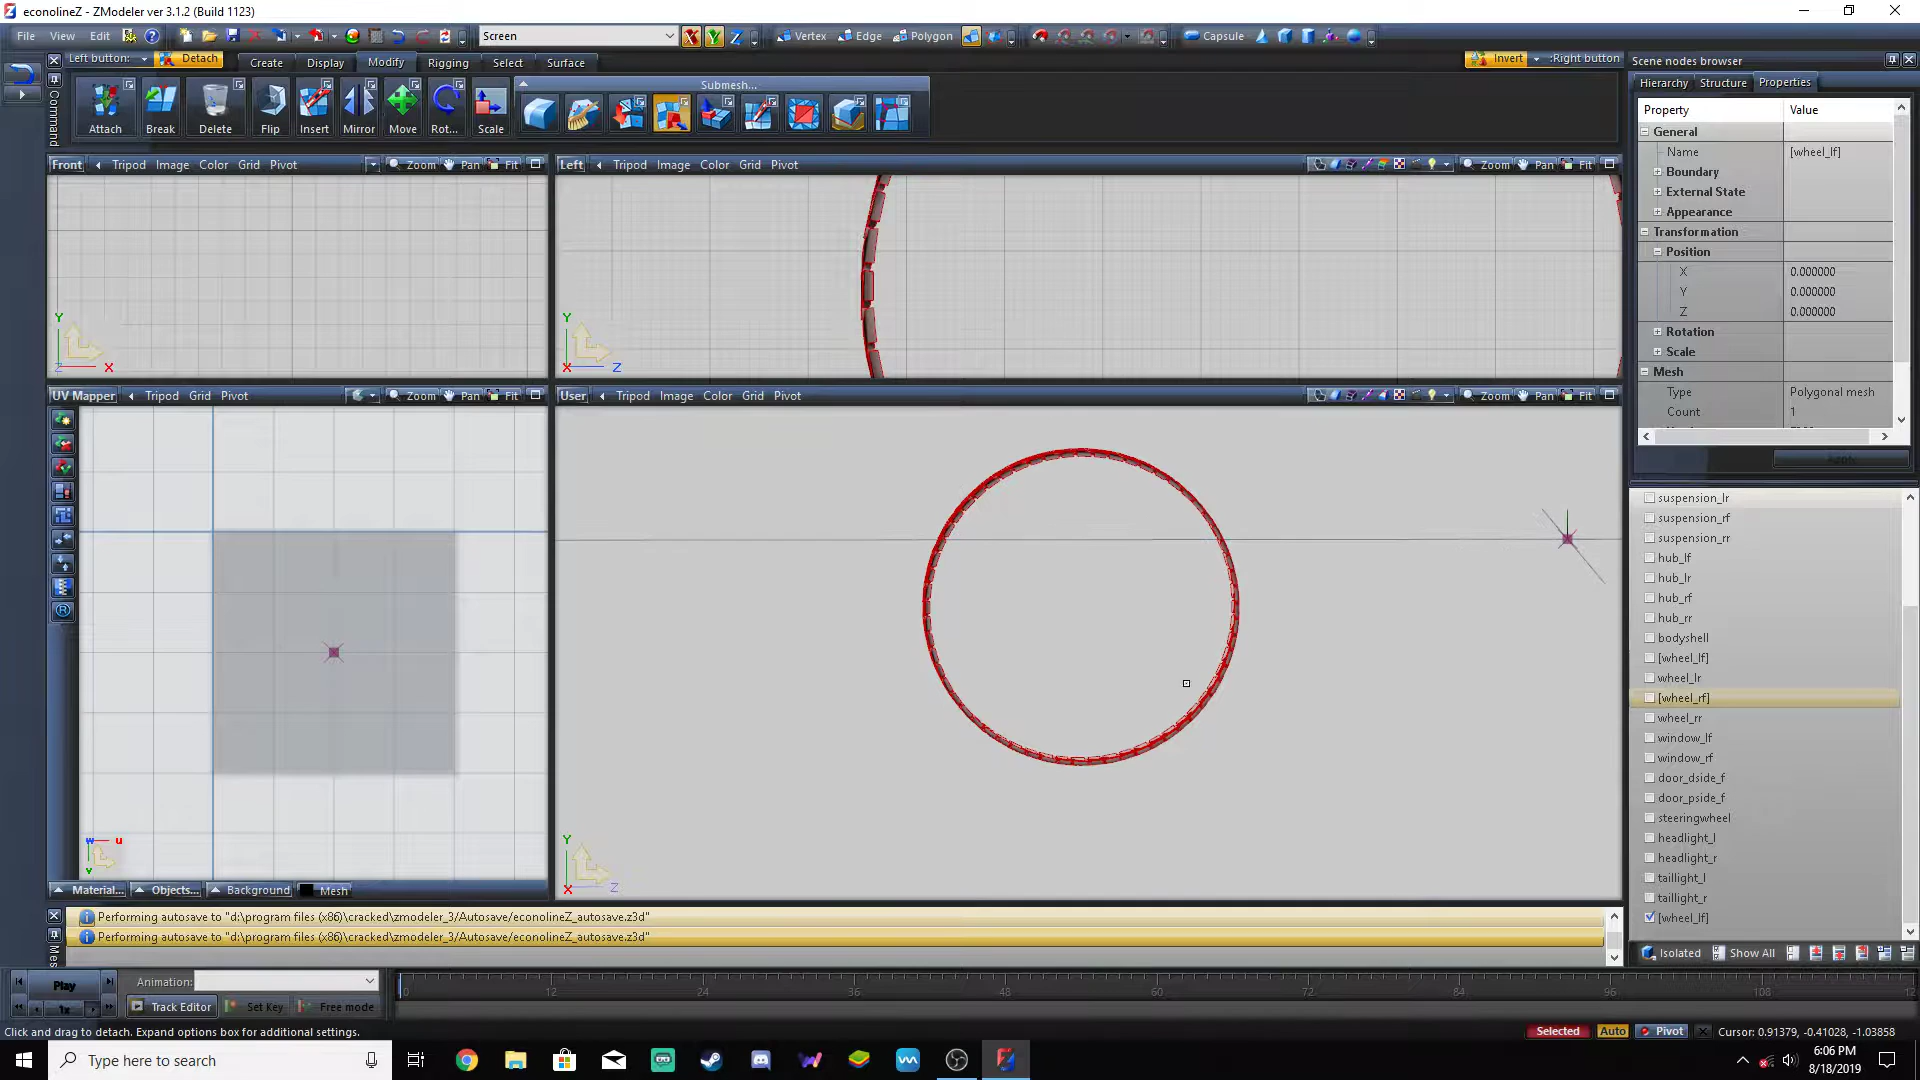 econolineZ - ZModeler ver 3.1.2 (Build 1123)
File View Edit Screen Vertex Edge Polygon Capsule
Left button: Detach Create Display Modify Rigging Select Surface Invert :Right button
Command
Attach Break Delete Flip Insert Mirror Move Rot... Scale
Submesh...
Front Tripod Image Color Grid Pivot Zoom Pan Fit
Left Tripod Image Color Grid Pivot Zoom Pan Fit
Y
Z X
Y
X Z
UV Mapper Tripod Grid Pivot Zoom Pan Fit
User Tripod Image Color Grid Pivot Zoom Pan Fit
w u
v
Y
X Z
Material... Objects... Background Mesh
Scene nodes browser
Hierarchy Structure Properties
Property Value
General
Name [wheel_lf]
Boundary
External State
Appearance
Transformation
Position
X 0.000000
Y 0.000000
Z 0.000000
Rotation
Scale
Mesh
Type Polygonal mesh
Count 1
Apply
suspension_lr
suspension_rf
suspension_rr
hub_lf
hub_lr
hub_rf
hub_rr
bodyshell
[wheel_lf]
wheel_lr
[wheel_rf]
wheel_rr
window_lf
window_rf
door_dside_f
door_pside_f
steeringwheel
headlight_l
headlight_r
taillight_l
taillight_r
[wheel_lf]
Isolated Show All
Performing autosave to "d:\program files (x86)\cracked\zmodeler_3/Autosave/econolineZ_autosave.z3d"
Performing autosave to "d:\program files (x86)\cracked\zmodeler_3/Autosave/econolineZ_autosave.z3d"
Mes
Play Animation:
1x Track Editor Set Key Free mode
0 12 24 36 48 60 72 84 96 108 12
Click and drag to detach. Expand options box for additional settings.
Selected Auto Pivot Cursor: 0.91379, -0.41028, -1.03858
Type here to search
6:06 PM
8/18/2019